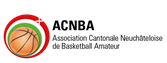 ACNBA
Association Cantonale Neuchâteloise
de Basketball Amateur